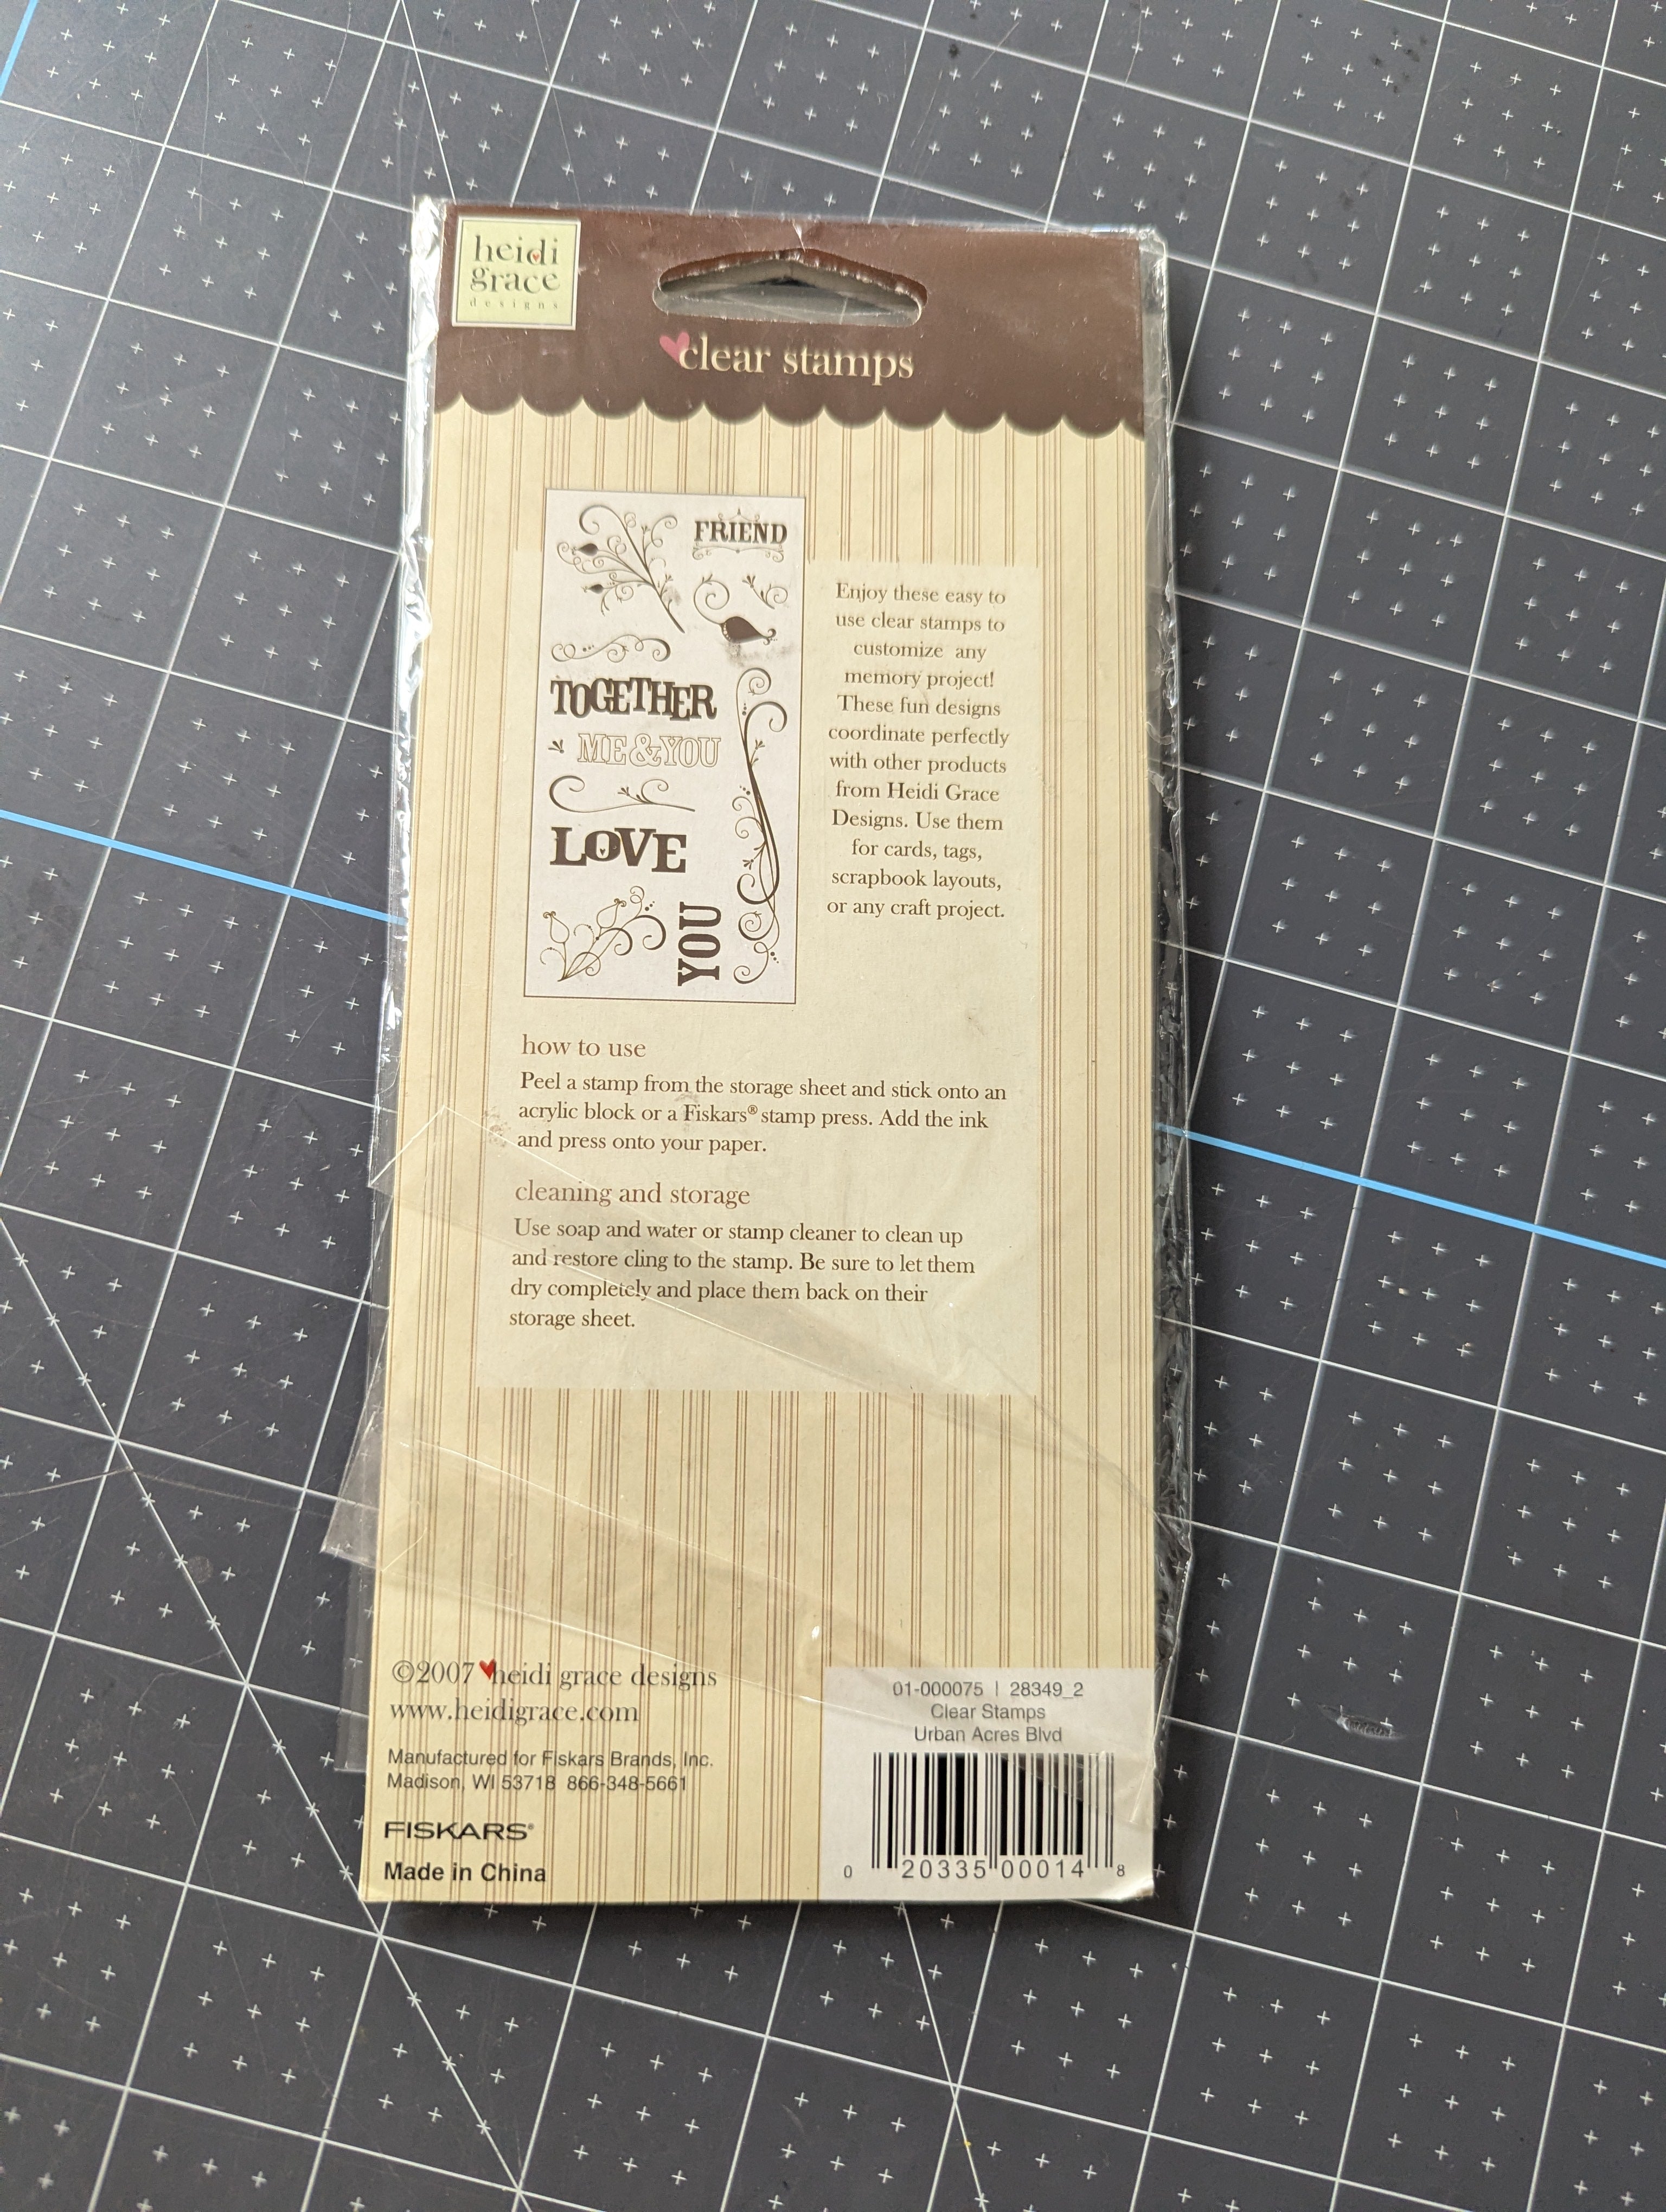 heidi
grace
designs
clear stamps
FRIEND
TOGETHER
ME&YOU
LOVE
YOU
Enjoy these easy to
use clear stamps to
customize any
memory project!
These fun designs
coordinate perfectly
with other products
from Heidi Grace
Designs. Use them
for cards, tags,
scrapbook layouts,
or any craft project.
how to use
Peel a stamp from the storage sheet and stick onto an
acrylic block or a Fiskars® stamp press. Add the ink
and press onto your paper.
cleaning and storage
Use soap and water or stamp cleaner to clean up
and restore cling to the stamp. Be sure to let them
dry completely and place them back on their
storage sheet.
©2007 heidi grace designs
www.heidigrace.com
Manufactured for Fiskars Brands, Inc.
Madison, WI 53718 866-348-5661
FISKARS®
Made in China
01-000075 | 28349_2
Clear Stamps
Urban Acres Blvd
0 20335 00014 8